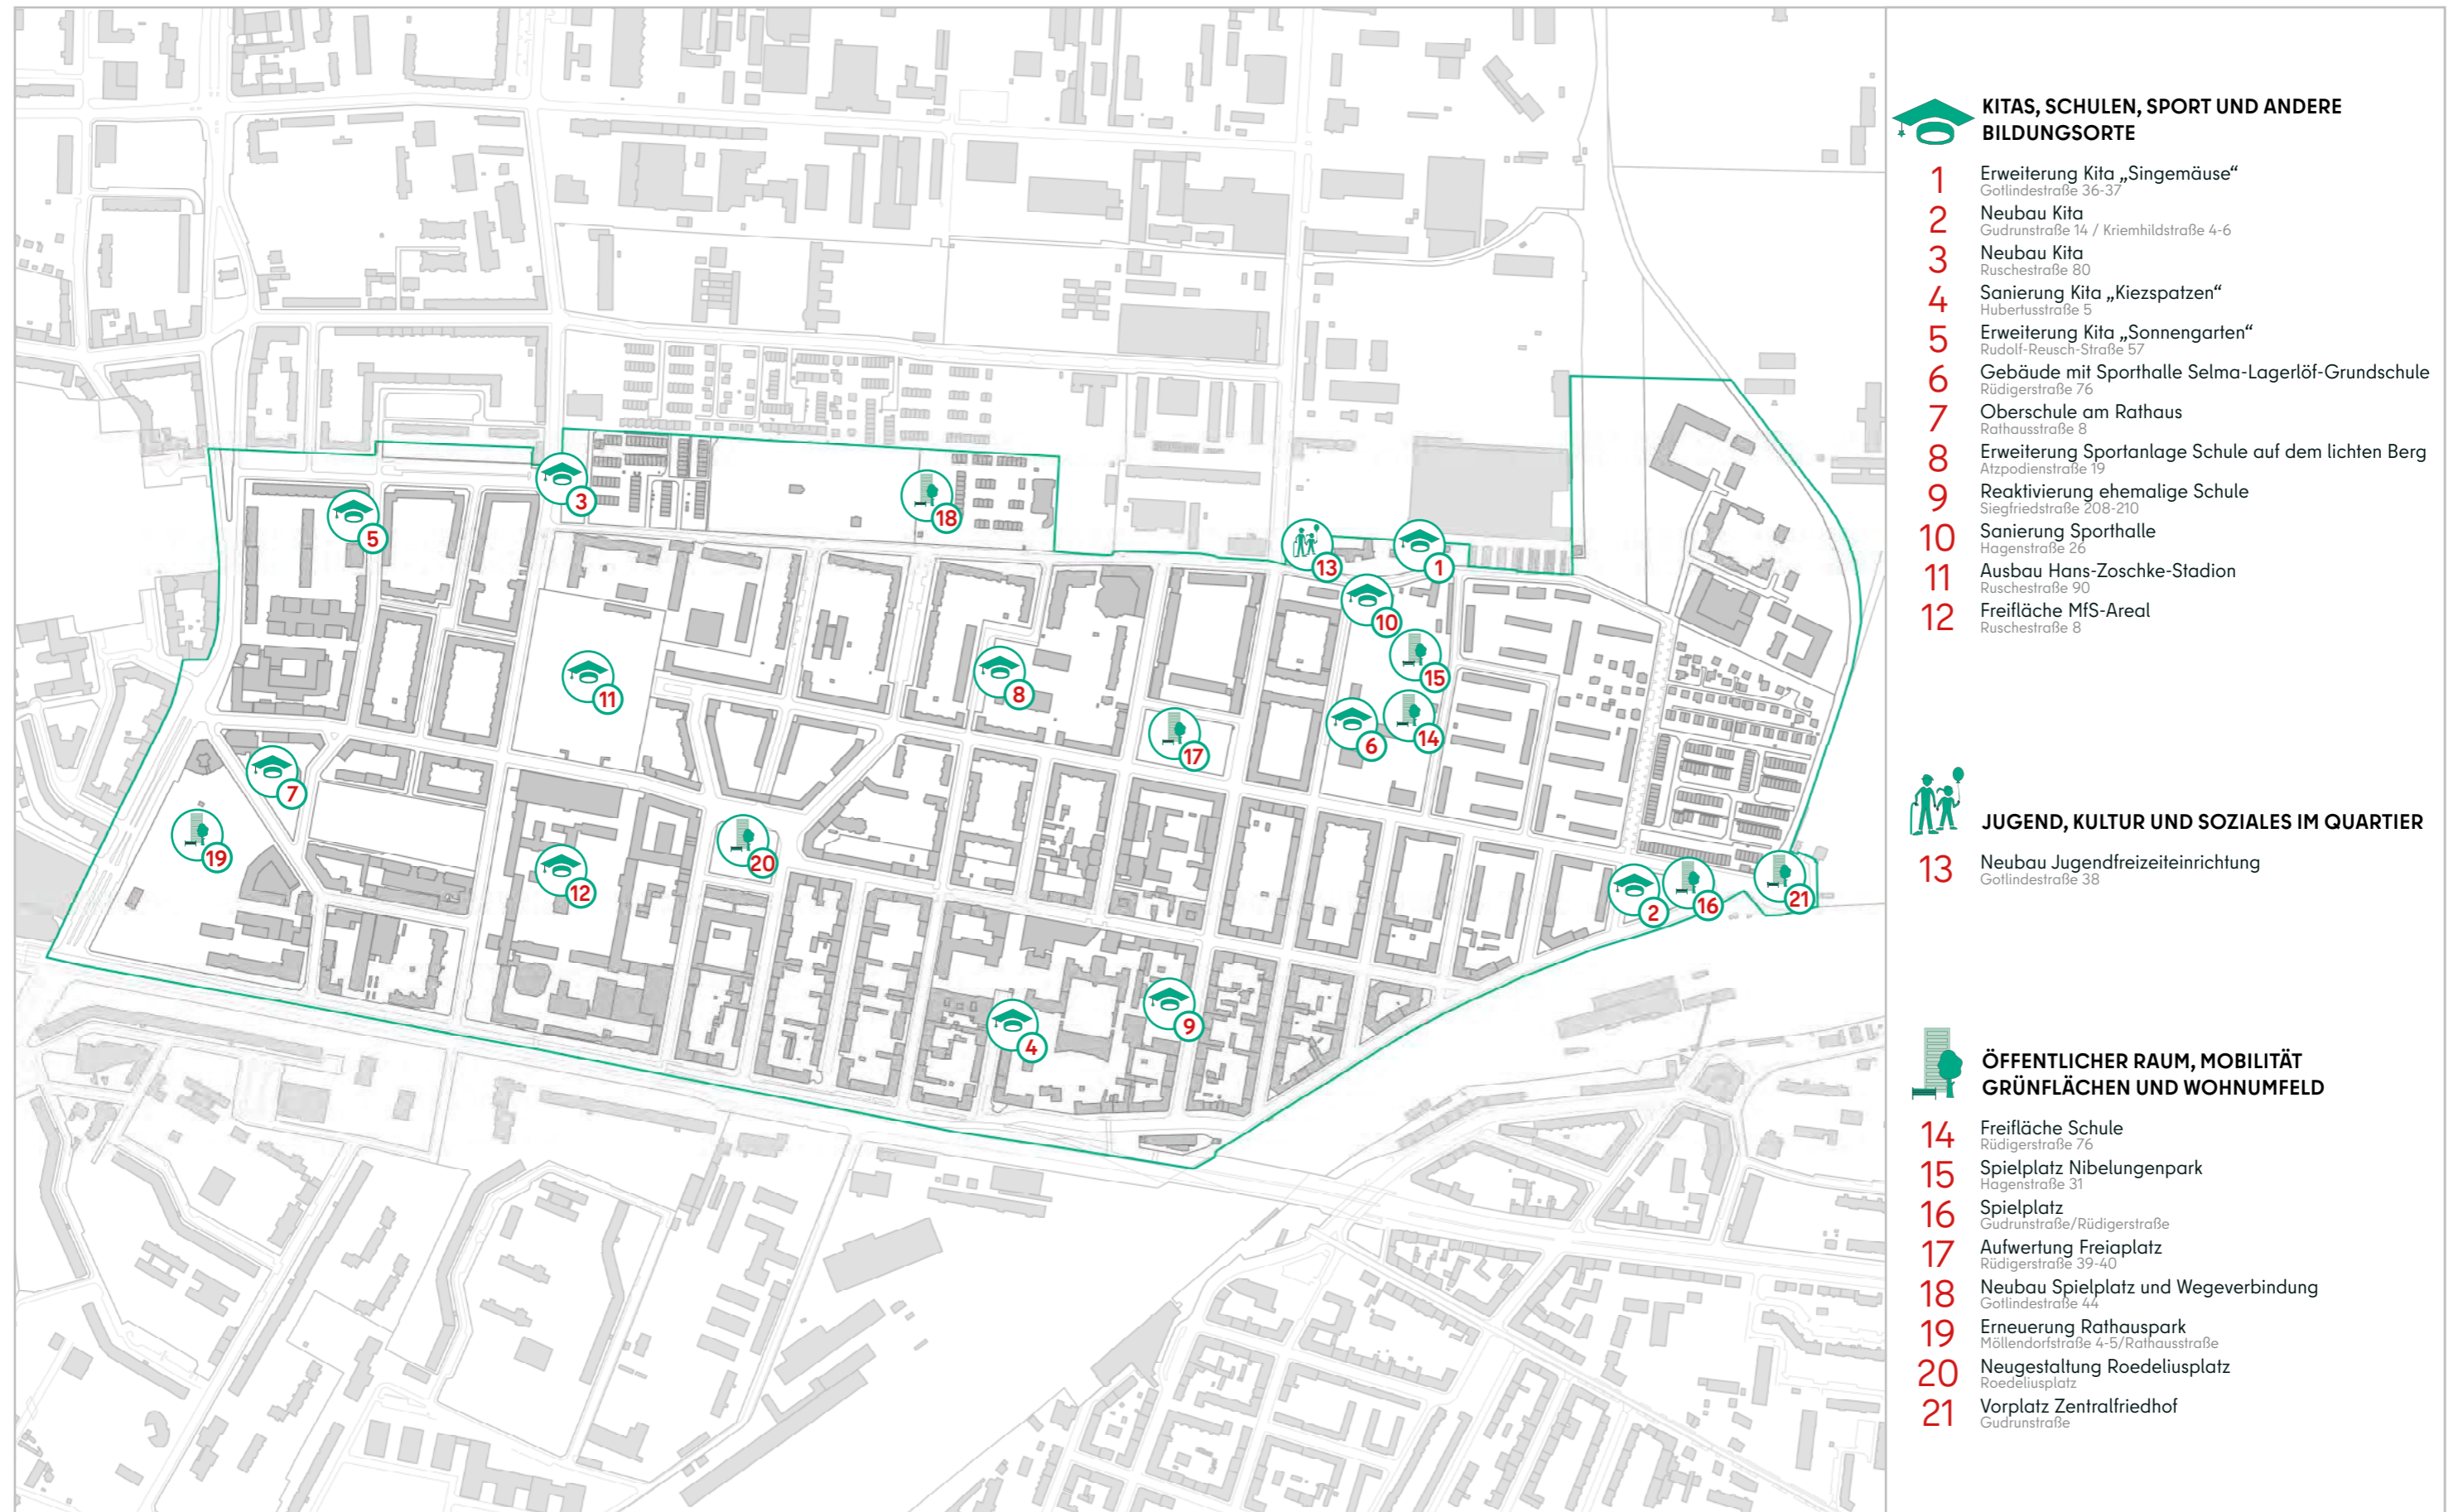 KITAS, SCHULEN, SPORT UND ANDERE
BILDUNGSORTE
1 Erweiterung Kita „Singemäuse“
Gotlindestraße 36-37
2 Neubau Kita
Gudrunstraße 14 / Kriemhildstraße 4-6
3 Neubau Kita
Ruschestraße 80
4 Sanierung Kita „Kiezspatzen“
Hubertusstraße 5
5 Erweiterung Kita „Sonnengarten“
Rudolf-Reusch-Straße 57
6 Gebäude mit Sporthalle Selma-Lagerlöf-Grundschule
Rüdigerstraße 76
7 Oberschule am Rathaus
Rathausstraße 8
8 Erweiterung Sportanlage Schule auf dem lichten Berg
Atzpodienstraße 19
9 Reaktivierung ehemalige Schule
Siegfriedstraße 208-210
10 Sanierung Sporthalle
Hagenstraße 26
11 Ausbau Hans-Zoschke-Stadion
Ruschestraße 90
12 Freifläche MfS-Areal
Ruschestraße 8
JUGEND, KULTUR UND SOZIALES IM QUARTIER
13 Neubau Jugendfreizeiteinrichtung
Gotlindestraße 38
ÖFFENTLICHER RAUM, MOBILITÄT
GRÜNFLÄCHEN UND WOHNUMFELD
14 Freifläche Schule
Rüdigerstraße 76
15 Spielplatz Nibelungenpark
Hagenstraße 31
16 Spielplatz
Gudrunstraße/Rüdigerstraße
17 Aufwertung Freiaplatz
Rüdigerstraße 39-40
18 Neubau Spielplatz und Wegeverbindung
Gotlindestraße 44
19 Erneuerung Rathauspark
Möllendorfstraße 4-5/Rathausstraße
20 Neugestaltung Roedeliusplatz
Roedeliusplatz
21 Vorplatz Zentralfriedhof
Gudrunstraße
3
18
5
13
1
10
15
8
11
6
14
17
7
19
20
12
2
16
21
9
4